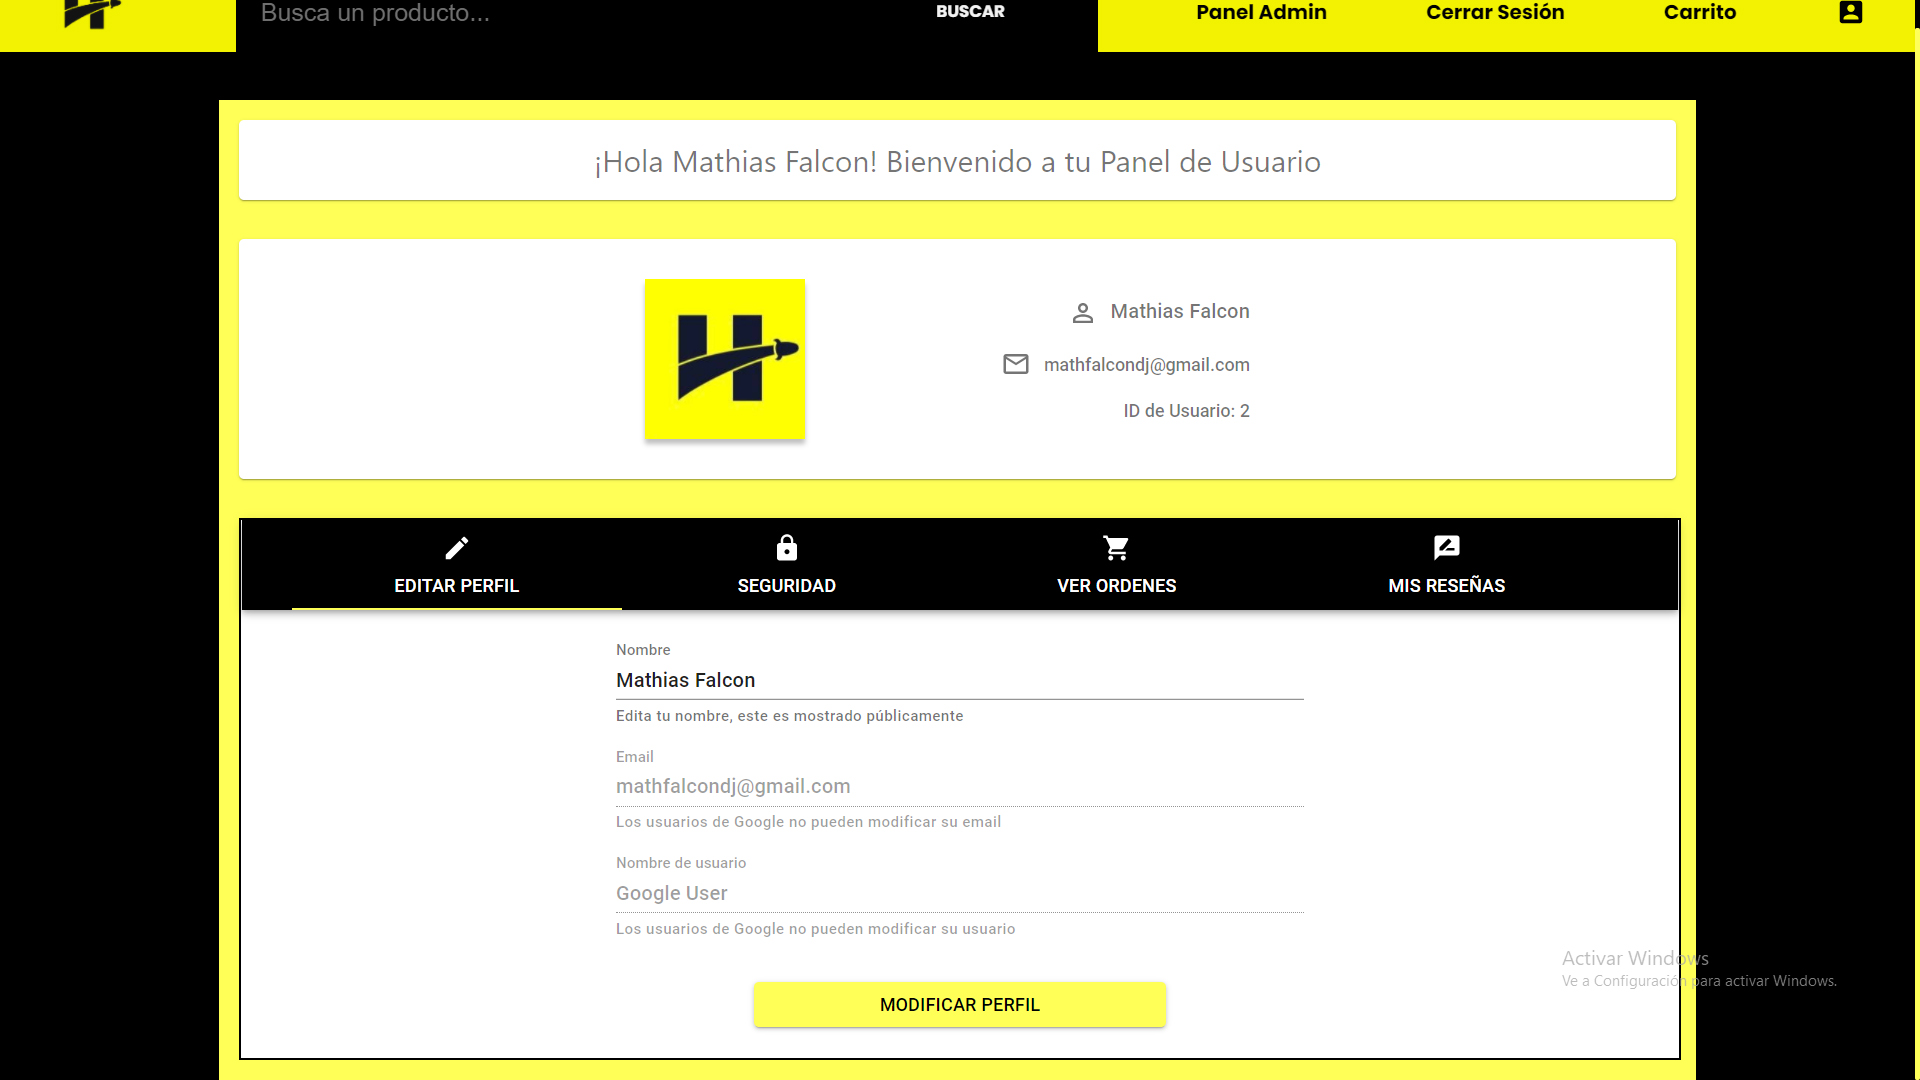 Busca un producto...
BUSCAR
Panel Admin
Cerrar Sesión
Carrito
¡Hola Mathias Falcon! Bienvenido a tu Panel de Usuario
H
Mathias Falcon
mathfalcondj@gmail.com
ID de Usuario: 2
EDITAR PERFIL
SEGURIDAD
VER ORDENES
MIS RESEÑAS
Nombre
Mathias Falcon
Edita tu nombre, este es mostrado públicamente
Email
mathfalcondj@gmail.com
Los usuarios de Google no pueden modificar su email
Nombre de usuario
Google User
Los usuarios de Google no pueden modificar su usuario
MODIFICAR PERFIL
Activar Windows
Ve a Configuración para activar Windows.